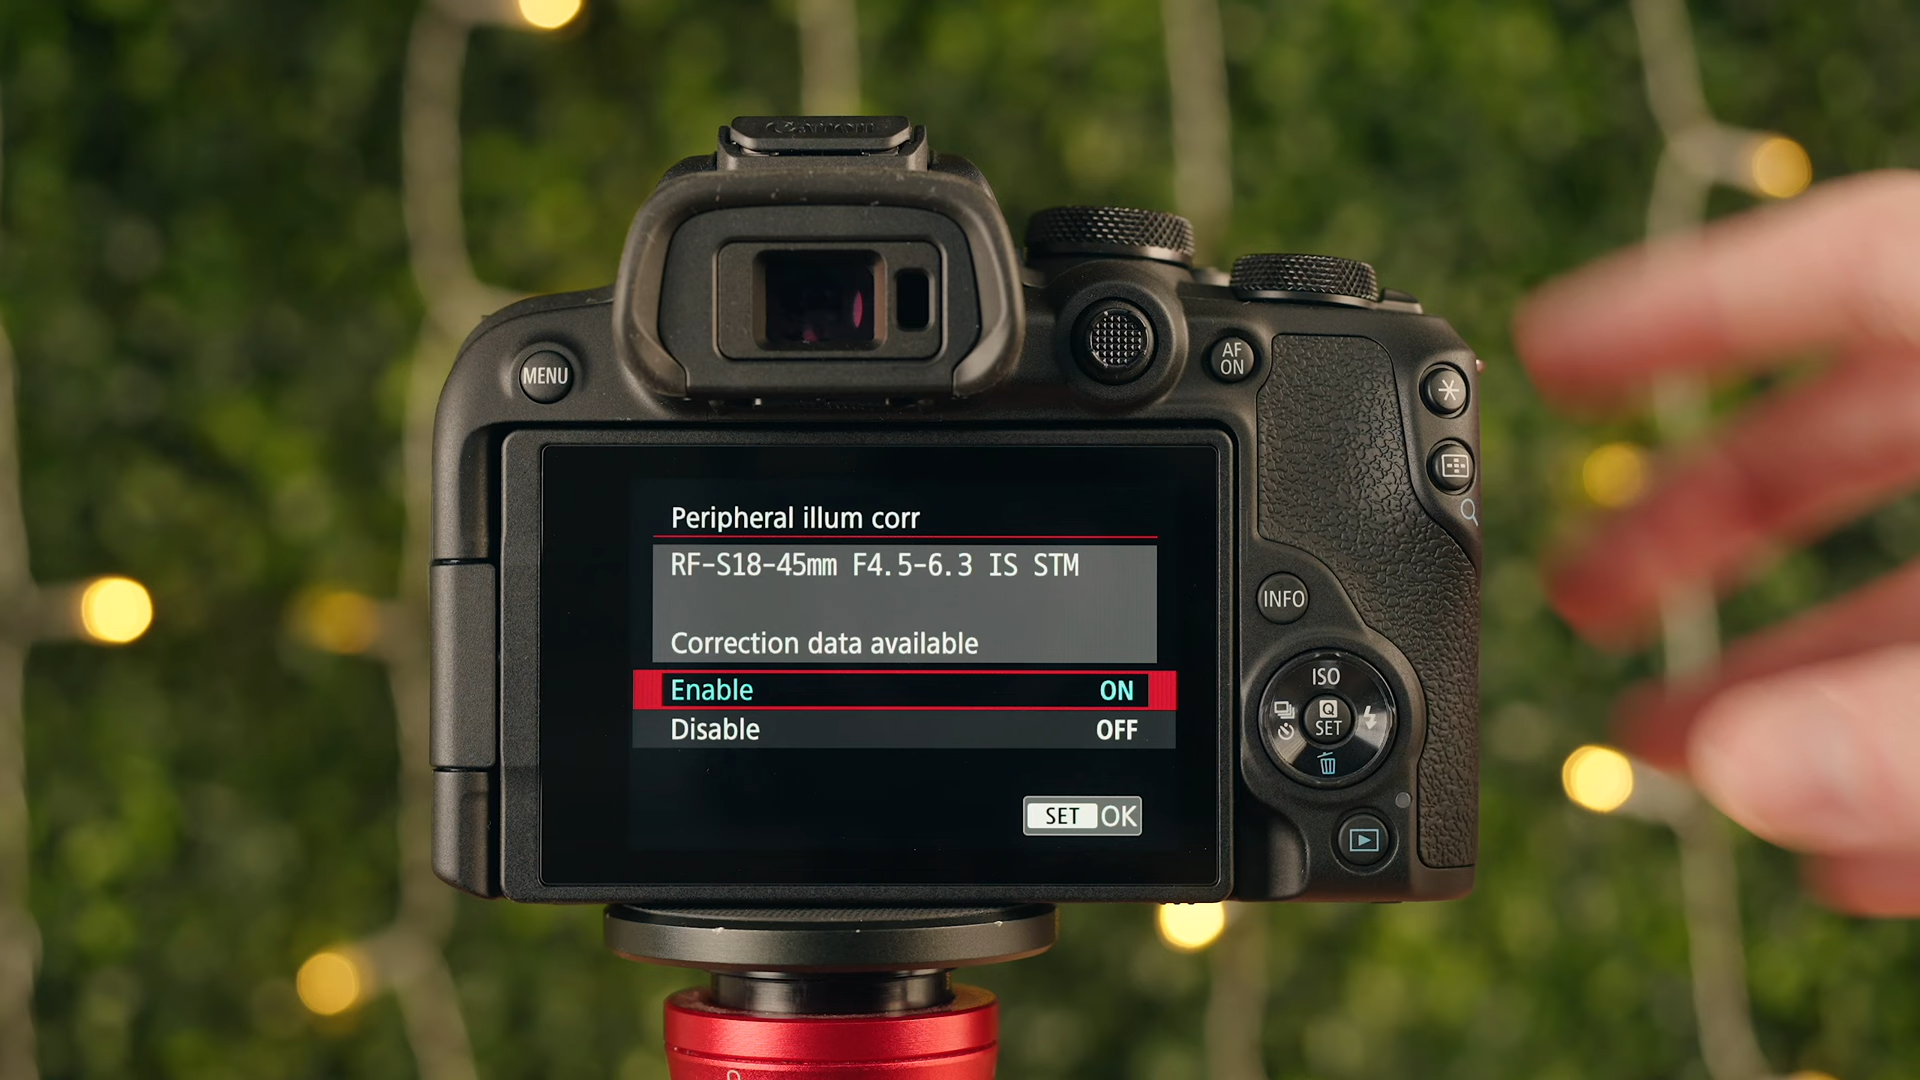 Canon
MENU
AF
ON
Peripheral illum corr
RF-S18-45mm F4.5-6.3 IS STM
Correction data available
Enable ON
Disable OFF
SET OK
INFO
ISO
Q
SET